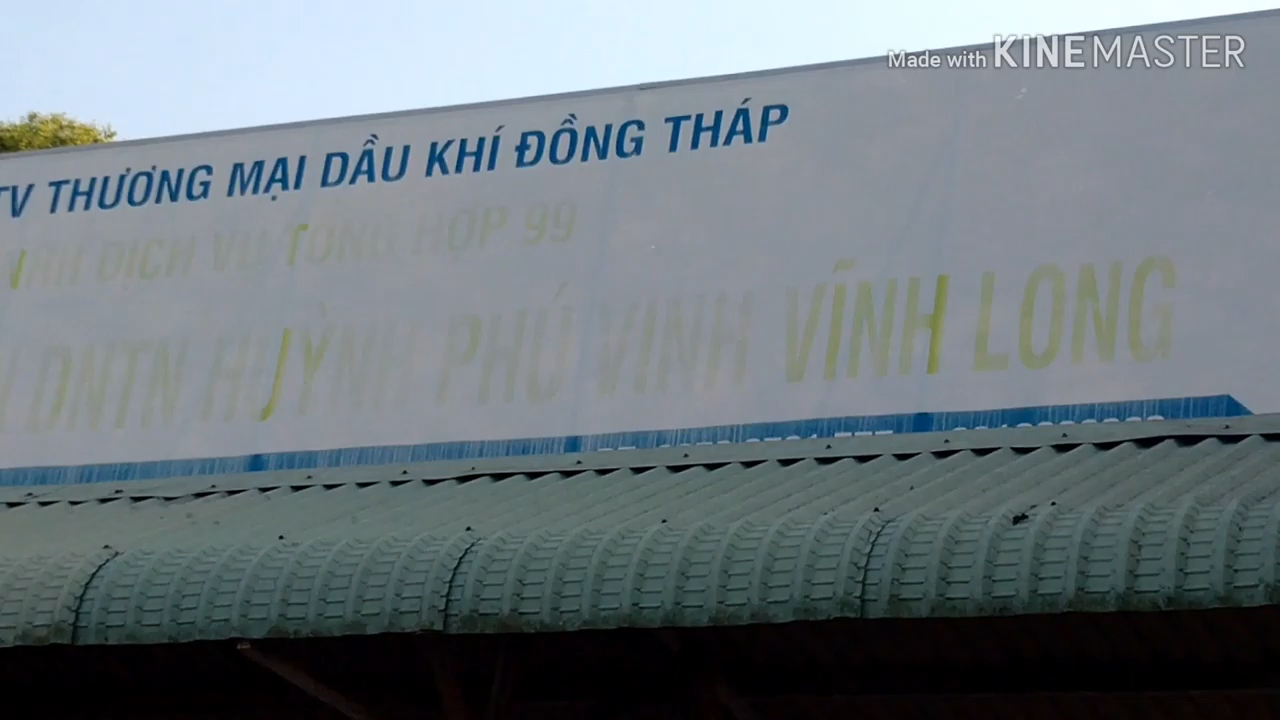 Made with KINEMASTER
TV THƯƠNG MẠI DẦU KHÍ ĐỒNG THÁP
DỊCH VỤ TỔNG HỢP 99
DNTN HUỲNH PHÚ VINH VĨNH LONG